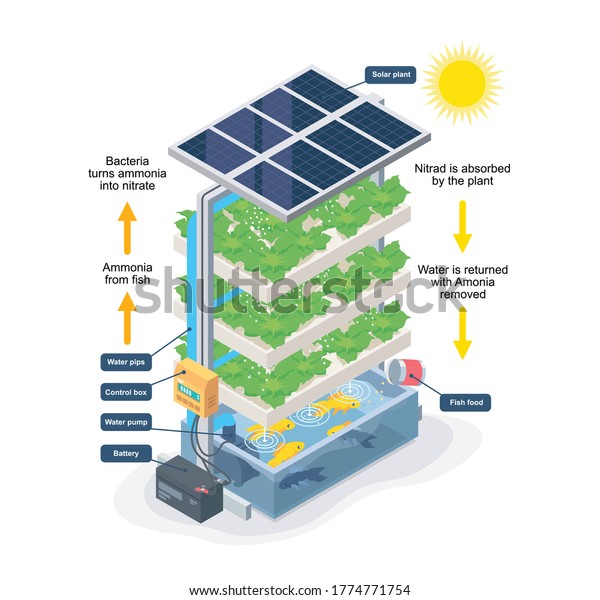 Solar plant
Bacteria
turns ammonia
into nitrate
Nitrad is absorbed
by the plant
Ammonia
from fish
Water is returned
with Amonia
removed
shutterstock
Water pips
Control box
Water pump
Battery
Fish food
shutterstock.com · 1774771754